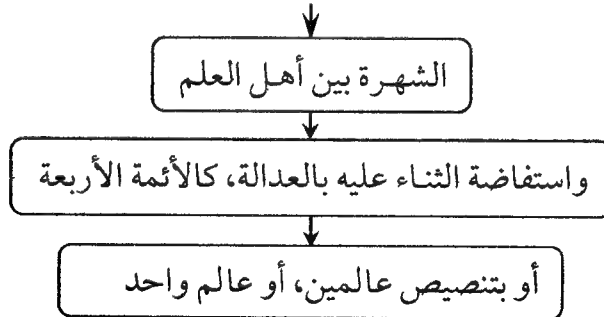 الشهرة بين أهل العلم
واستفاضة الثناء عليه بالعدالة، كالأئمة الأربعة
أو بتنصيص عالمين، أو عالم واحد